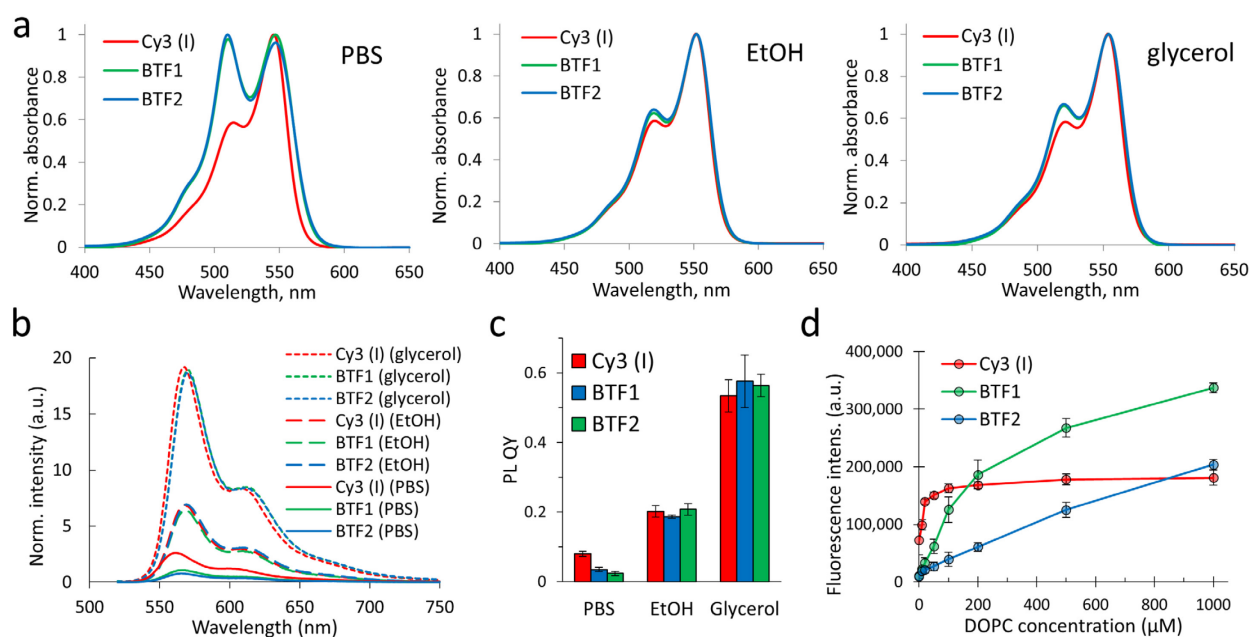 a
Norm. absorbance
1
0.8
0.6
0.4
0.2
0
Cy3 (I)
BTF1
BTF2
PBS
400
450
500
550
600
650
Wavelength, nm
Norm. absorbance
1
0.8
0.6
0.4
0.2
0
Cy3 (I)
BTF1
BTF2
EtOH
400
450
500
550
600
650
Wavelength, nm
Norm. absorbance
1
0.8
0.6
0.4
0.2
0
Cy3 (I)
BTF1
BTF2
glycerol
400
450
500
550
600
650
Wavelength, nm
b
Norm. intensity (a.u.)
20
15
10
5
0
Cy3 (I) (glycerol)
BTF1 (glycerol)
BTF2 (glycerol)
Cy3 (I) (EtOH)
BTF1 (EtOH)
BTF2 (EtOH)
Cy3 (I) (PBS)
BTF1 (PBS)
BTF2 (PBS)
500
550
600
650
700
750
Wavelength (nm)
c
PL QY
0.6
0.4
0.2
0
Cy3 (I)
BTF1
BTF2
PBS
EtOH
Glycerol
d
Fluorescence intens. (a.u.)
400,000
300,000
200,000
100,000
0
Cy3 (I)
BTF1
BTF2
0
200
400
600
800
1000
DOPC concentration (µM)